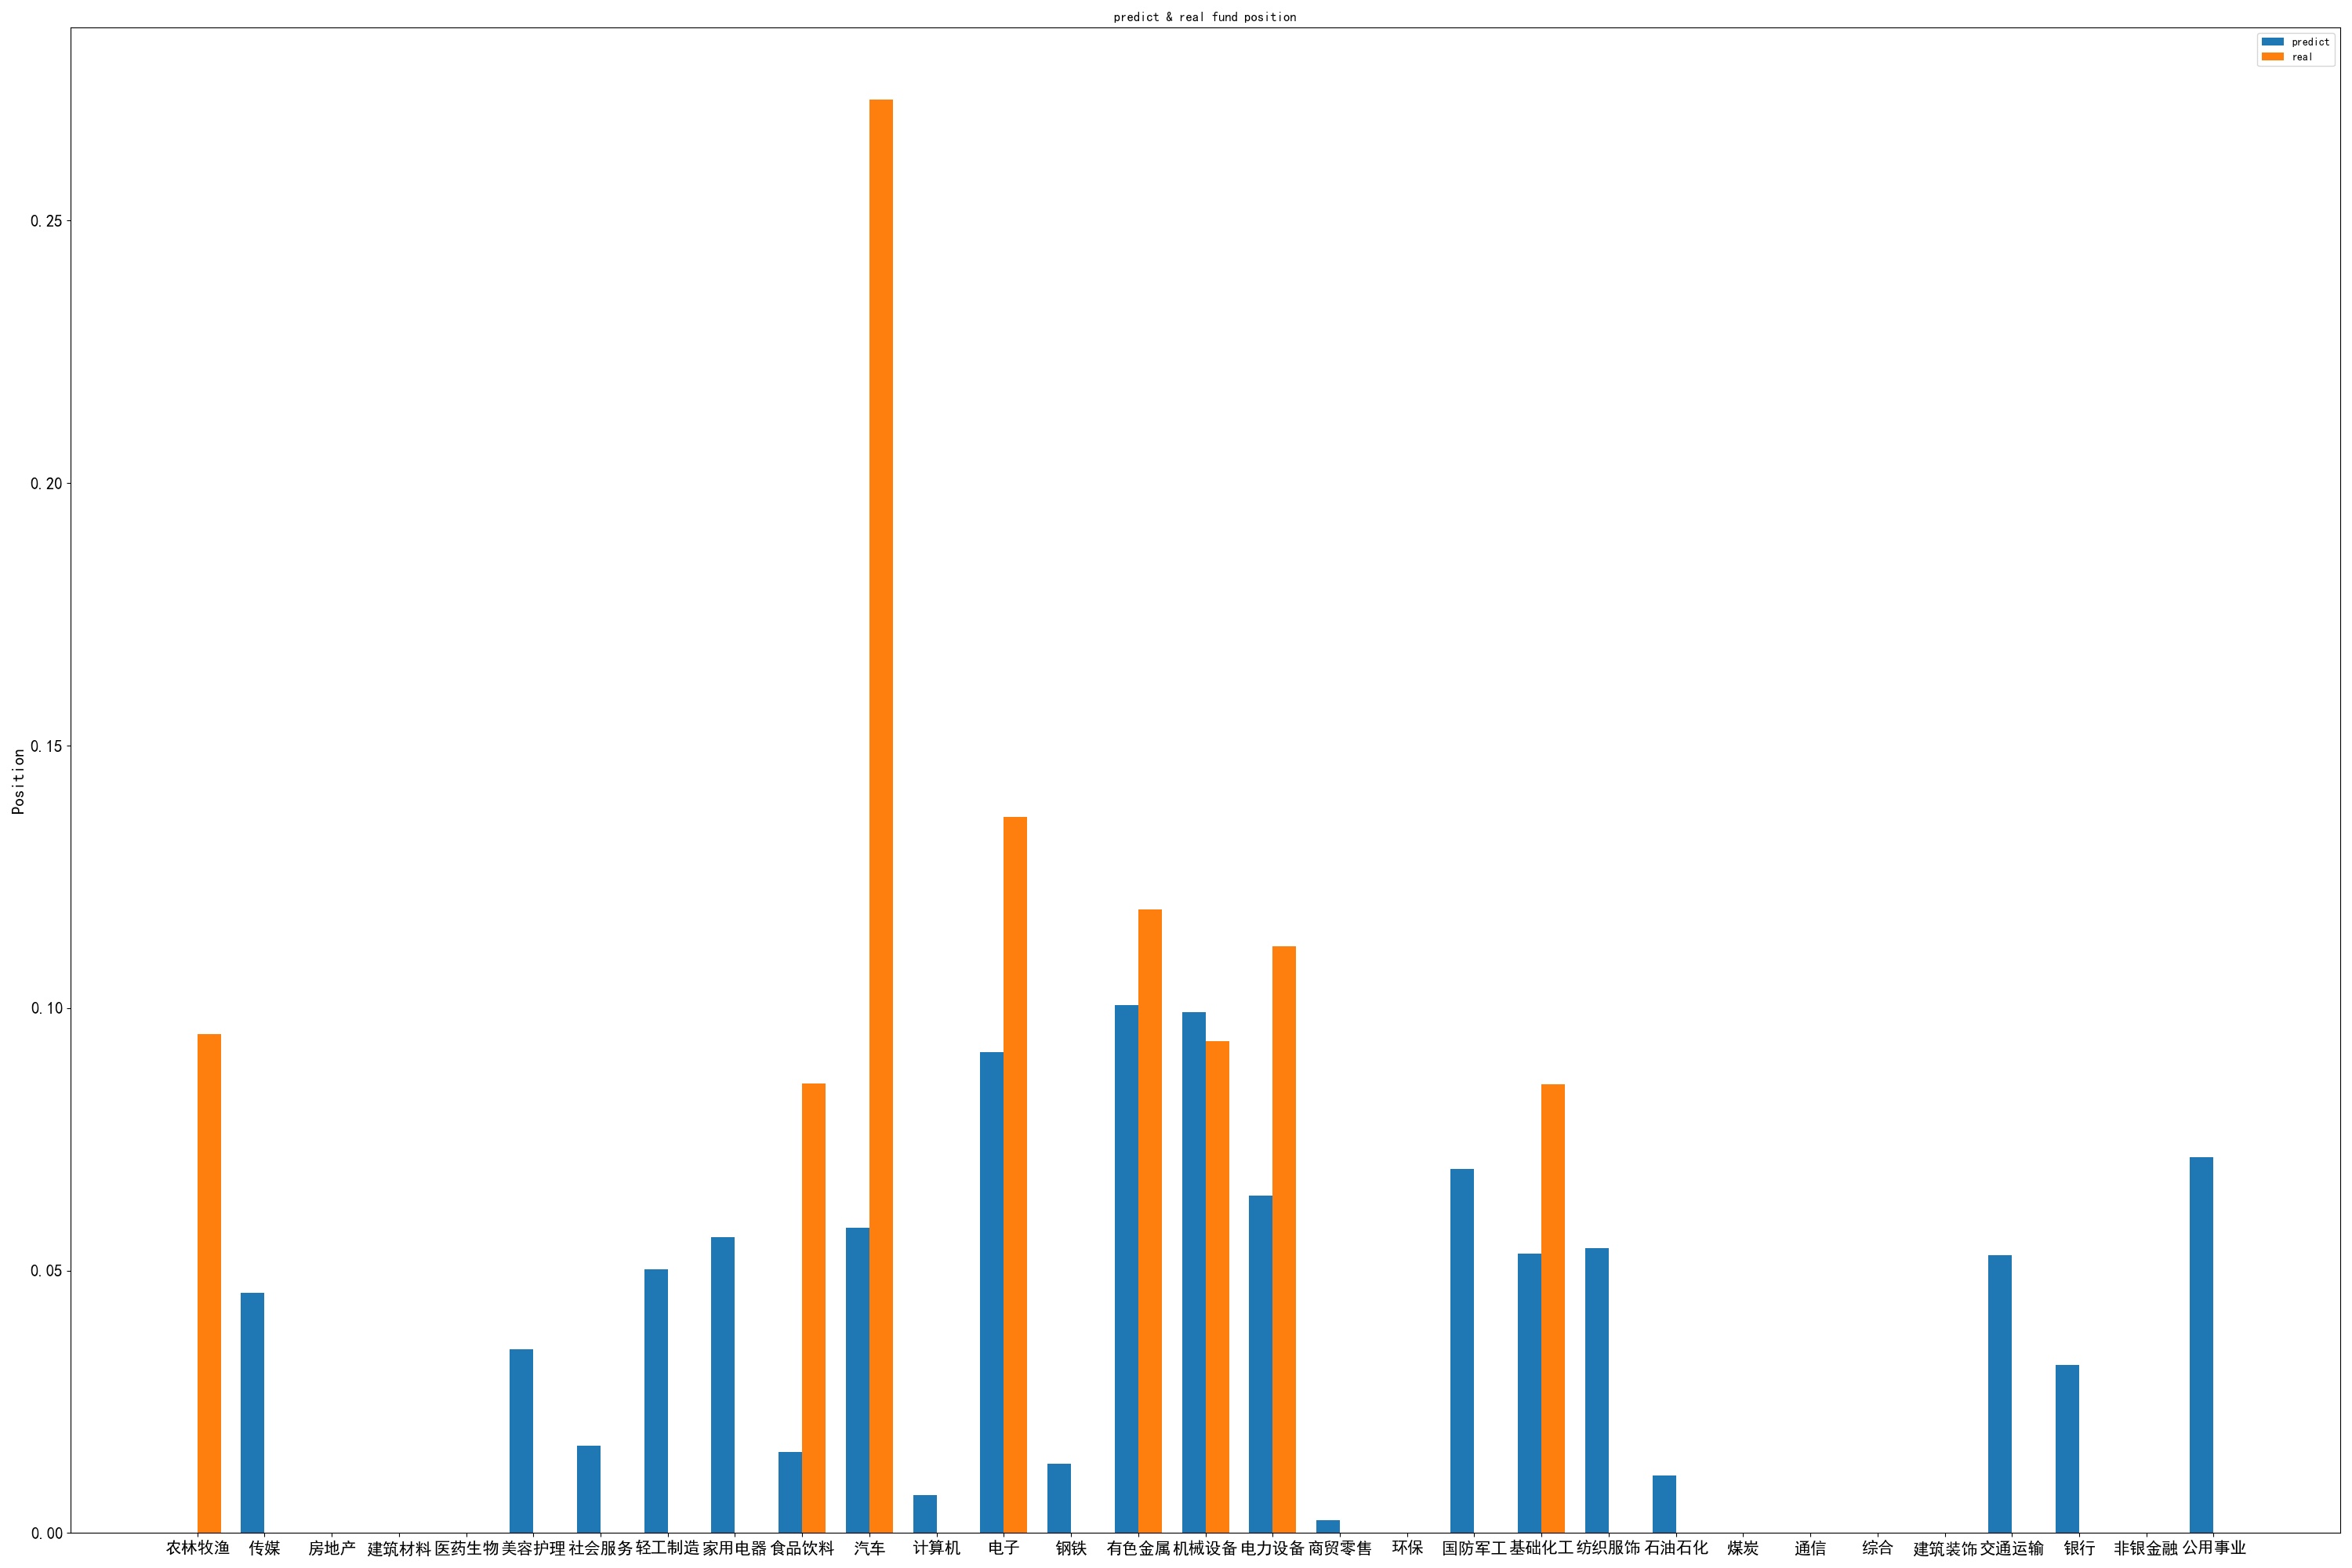 predict & real fund position
predict
real
Position
0.25
0.20
0.15
0.10
0.05
0.00
农林牧渔 传媒 房地产 建筑材料 医药生物 美容护理 社会服务 轻工制造 家用电器 食品饮料 汽车 计算机 电子 钢铁 有色金属 机械设备 电力设备 商贸零售 环保 国防军工 基础化工 纺织服饰 石油石化 煤炭 通信 综合 建筑装饰 交通运输 银行 非银金融 公用事业